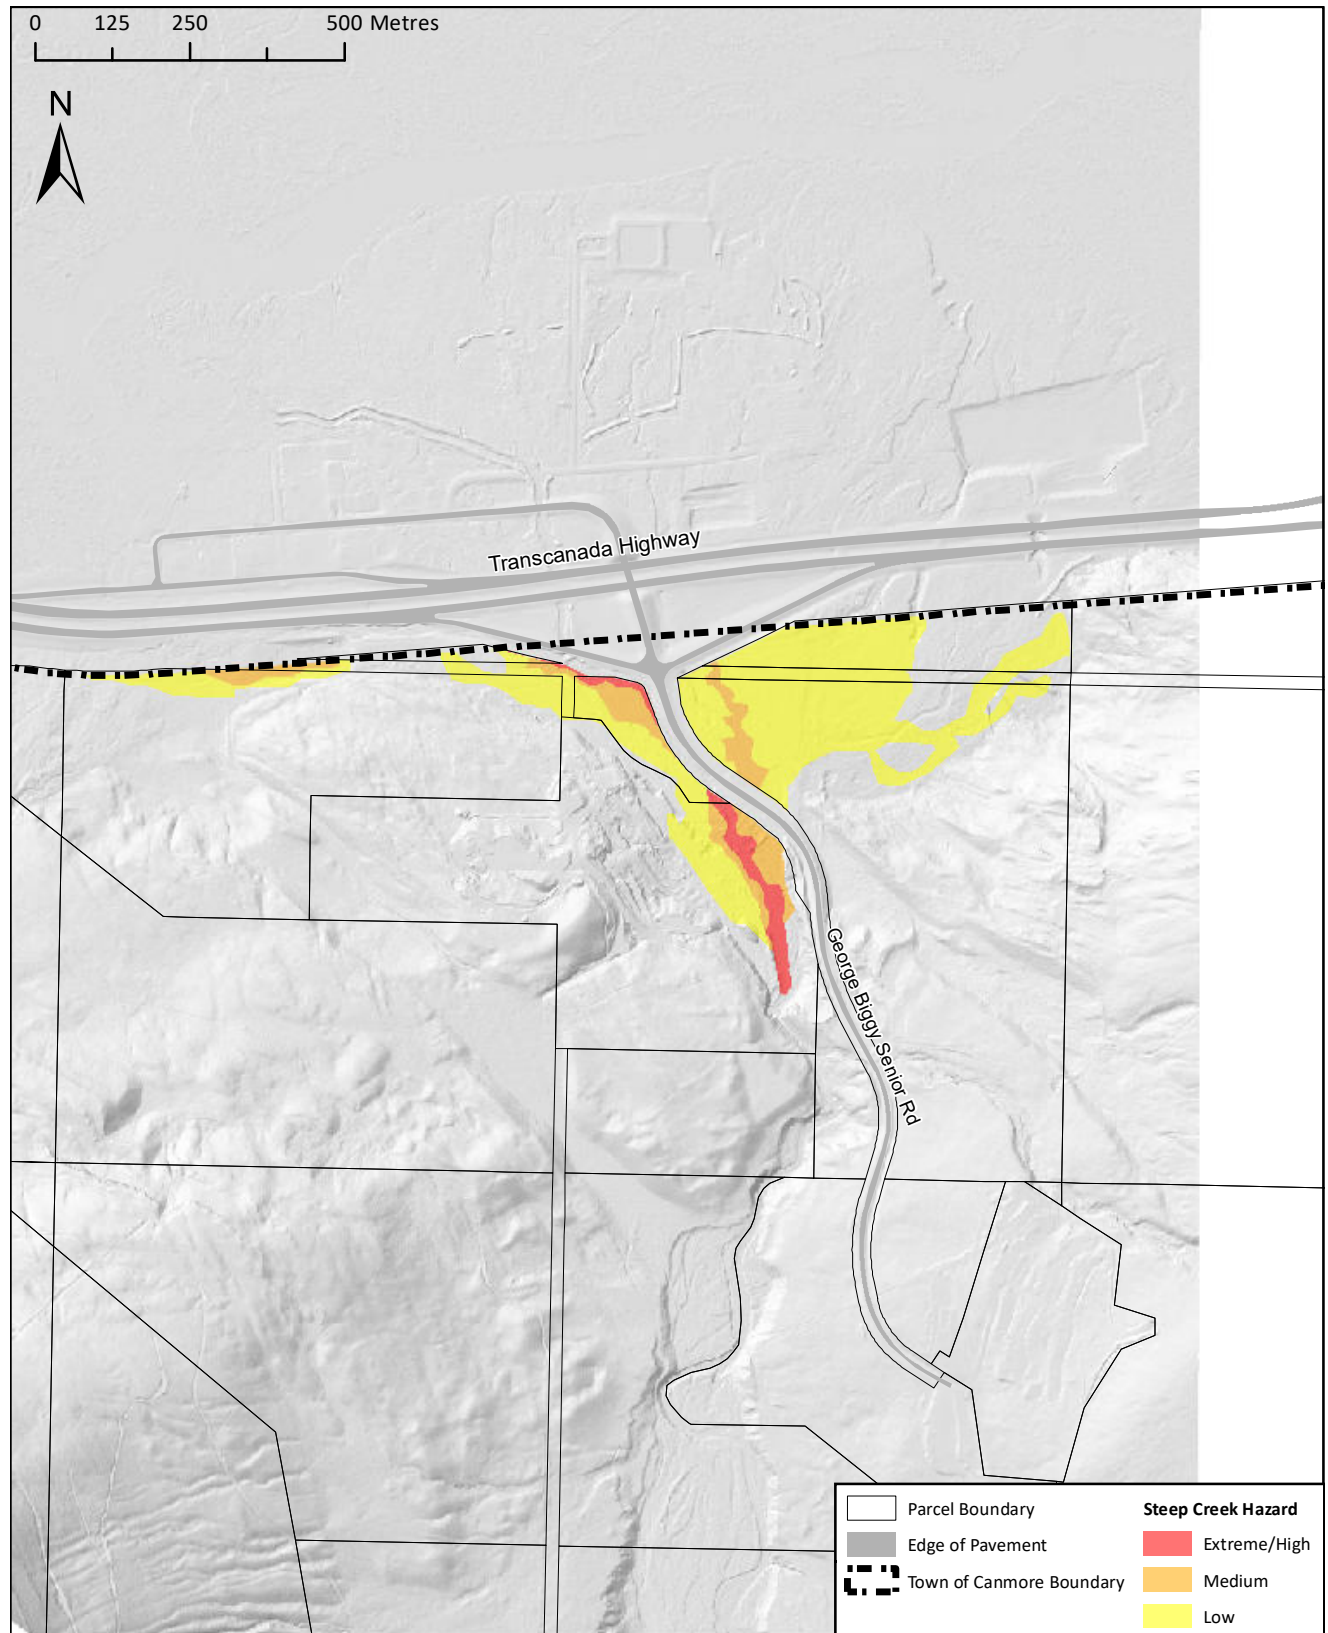 0 125 250 500 Metres
N
Transcanada Highway
George Biggy Senior Rd
Parcel Boundary
Edge of Pavement
Town of Canmore Boundary
Steep Creek Hazard
Extreme/High
Medium
Low